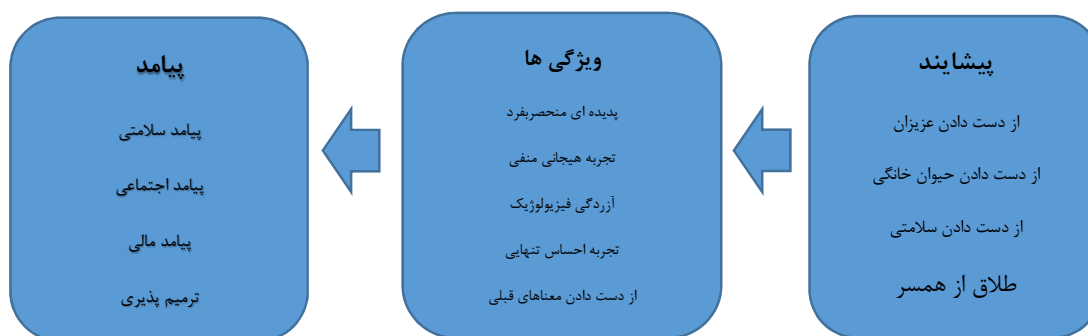 پیشایند
از دست دادن عزیزان
از دست دادن حیوان خانگی
از دست دادن سلامتی
طلاق از همسر
ویژگی ها
پدیده ای منحصربفرد
تجربه هیجانی منفی
آزردگی فیزیولوژیک
تجربه احساس تنهایی
از دست دادن معناهای قبلی
پیامد
پیامد سلامتی
پیامد اجتماعی
پیامد مالی
ترمیم پذیری